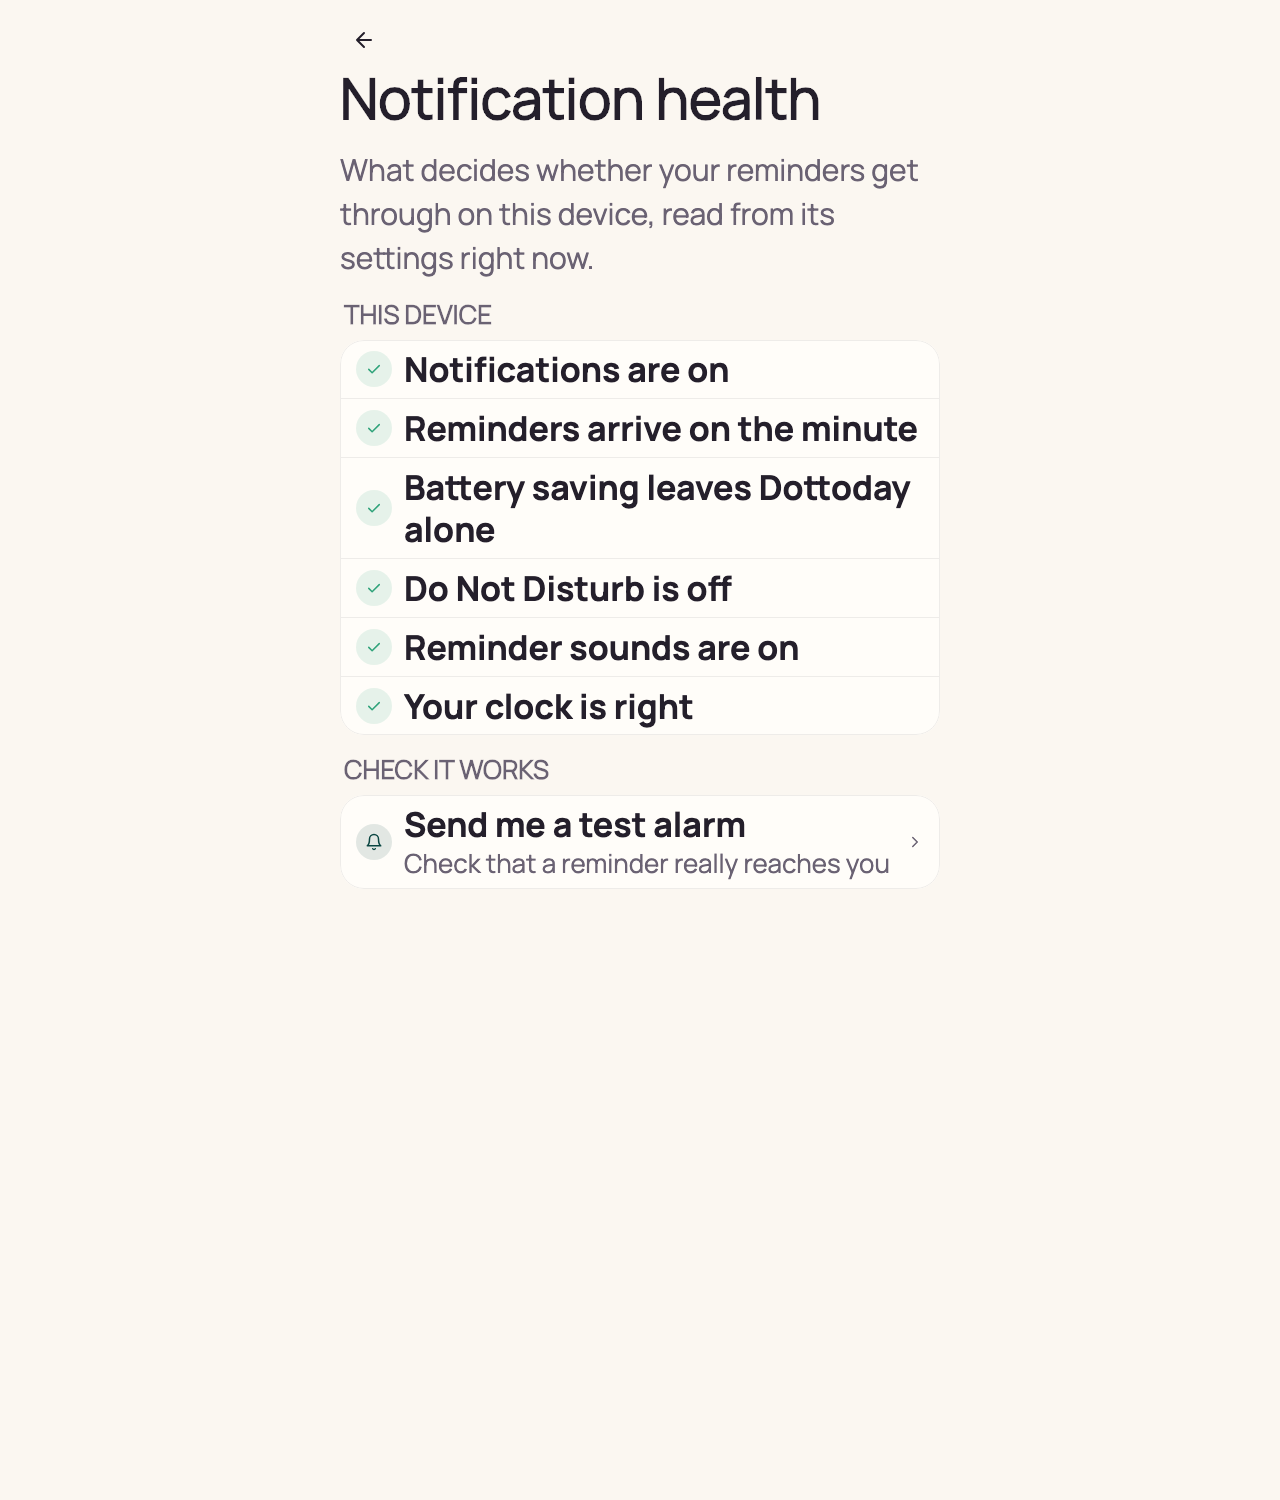 Notification health
What decides whether your reminders get
through on this device, read from its
settings right now.
THIS DEVICE
Notifications are on
Reminders arrive on the minute
Battery saving leaves Dottoday
alone
Do Not Disturb is off
Reminder sounds are on
Your clock is right
CHECK IT WORKS
Send me a test alarm
Check that a reminder really reaches you